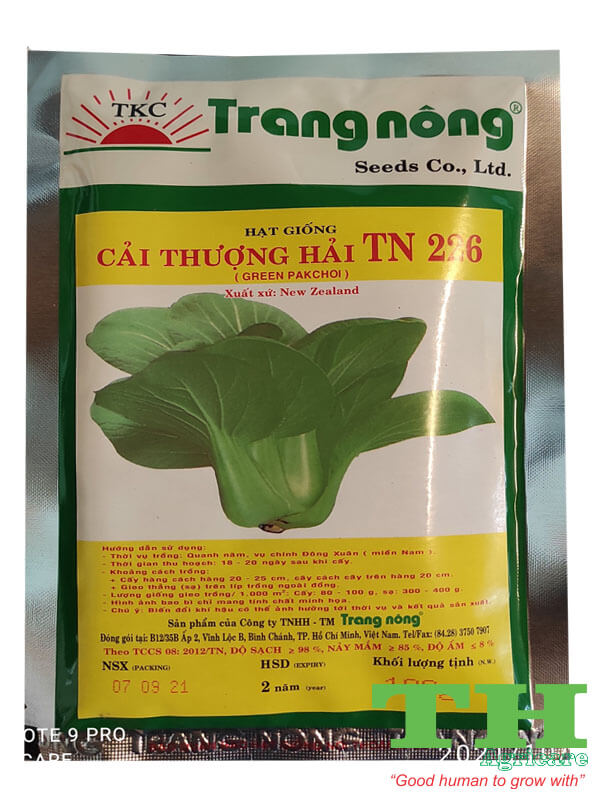 TKC
Trang nông®
Seeds Co., Ltd.
HẠT GIỐNG
CẢI THƯỢNG HẢI TN 226
( GREEN PAKCHOI )
Xuất xứ: New Zealand
Hướng dẫn sử dụng:
- Thời vụ trồng: Quanh năm, vụ chính Đông Xuân ( miền Nam ).
- Thời gian thu hoạch: 18 - 20 ngày sau khi cấy.
- Khoảng cách trồng:
+ Cấy hàng cách hàng 20 - 25 cm, cây cách cây trên hàng 20 cm.
+ Gieo thẳng (sạ) trên líp trồng ngoài đồng.
- Lượng giống gieo trồng/ 1.000 m²: Cấy: 80 - 100 g, sạ: 300 - 400 g.
- Hình ảnh bao bì chỉ mang tính chất minh họa.
- Chú ý: Biến đổi khí hậu có thể ảnh hưởng tới thời vụ và kết quả sản xuất.
Sản phẩm của Công ty TNHH - TM Trang nông®
Đóng gói tại: B12/35B Ấp 2, Vĩnh Lộc B, Bình Chánh, TP. Hồ Chí Minh, Việt Nam. Tel/Fax: (84.28) 3750 7907
Theo TCCS 08: 2012/TN, ĐỘ SẠCH ≥ 98 %, NẢY MẦM ≥ 85 %, ĐỘ ẨM ≤ 8 %
NSX (PACKING) HSD (EXPIRY) Khối lượng tịnh (N.W.)
07 09 21 2 năm (year)
TRANG NONG
OTE 9 PRO
CARE
TH
Agricare
"Good human to grow with"